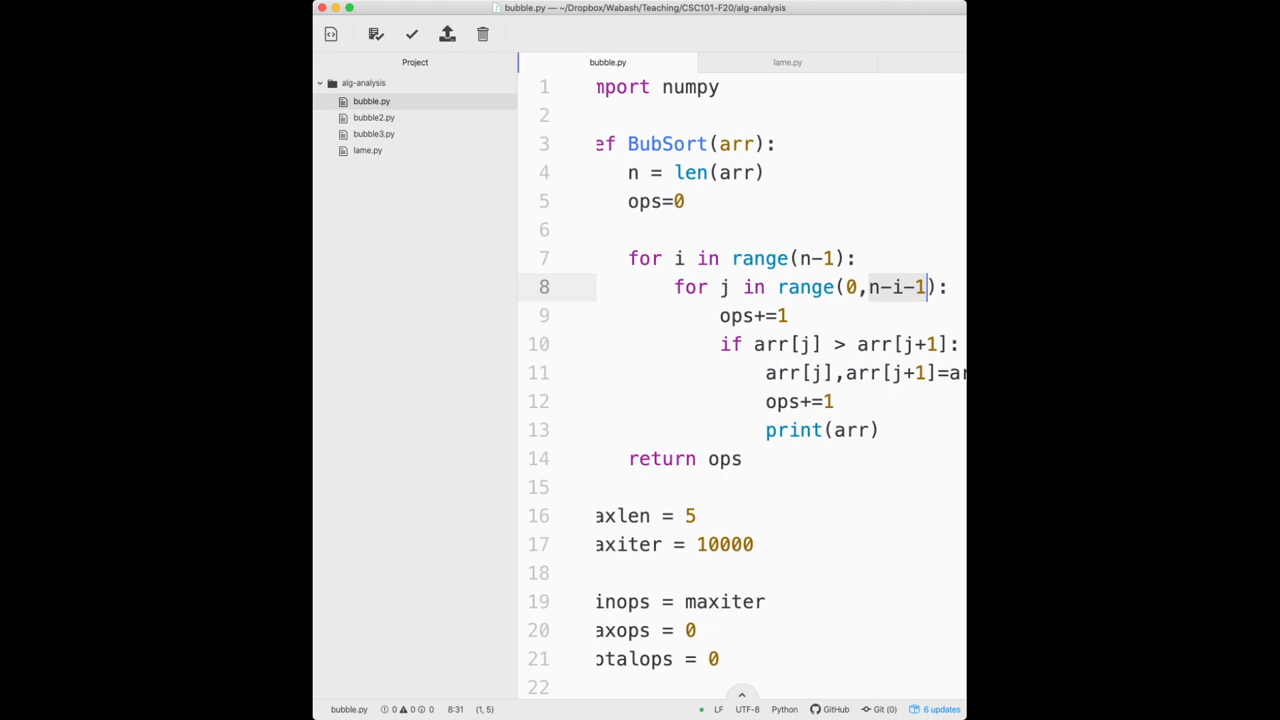 bubble.py — ~/Dropbox/Wabash/Teaching/CSC101-F20/alg-analysis
Project
alg-analysis
bubble.py
bubble2.py
bubble3.py
lame.py
bubble.py lame.py
1 mport numpy
2
3 ef BubSort(arr):
4 n = len(arr)
5 ops=0
6
7 for i in range(n-1):
8 for j in range(0,n-i-1):
9 ops+=1
10 if arr[j] > arr[j+1]:
11 arr[j],arr[j+1]=ar
12 ops+=1
13 print(arr)
14 return ops
15
16 axlen = 5
17 axiter = 10000
18
19 inops = maxiter
20 axops = 0
21 otalops = 0
22
bubble.py 0 0 0 8:31 (1, 5) LF UTF-8 Python GitHub Git (0) 6 updates